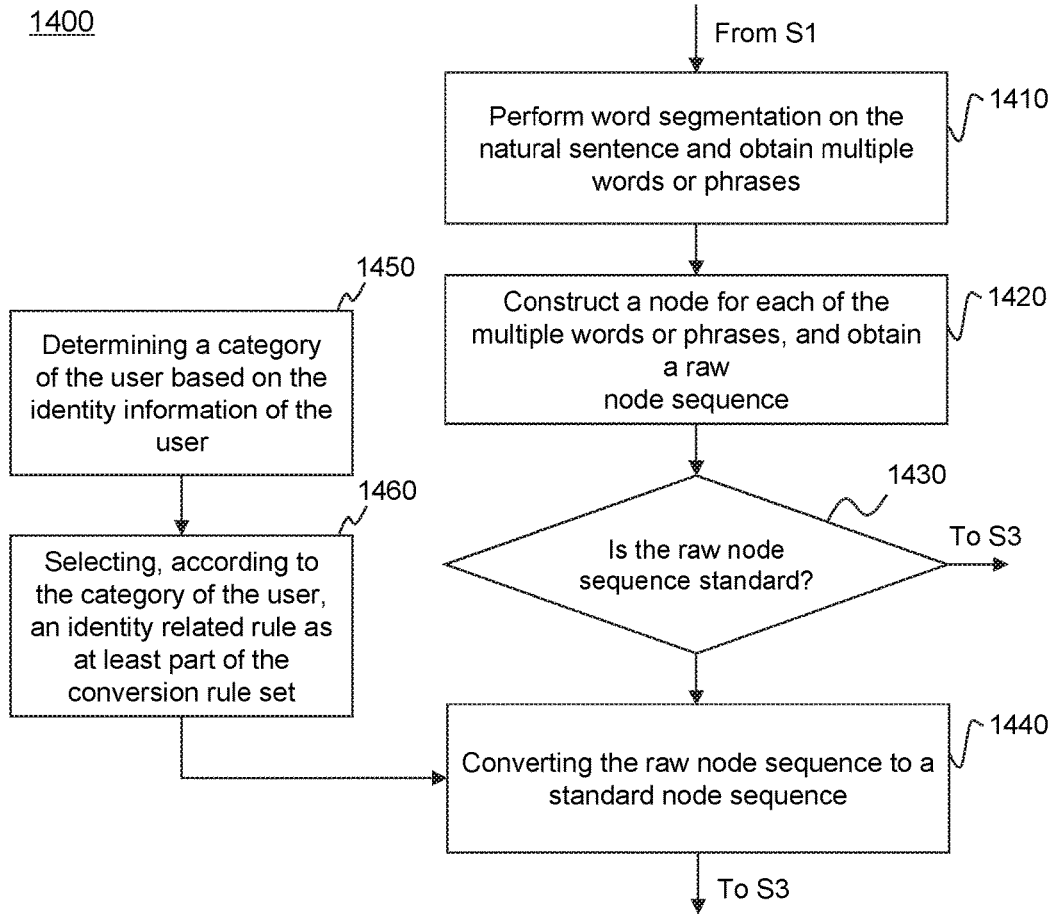 1400
From S1
1410
Perform word segmentation on the
natural sentence and obtain multiple
words or phrases
1450
1420
Construct a node for each of the
multiple words or phrases, and obtain
a raw
node sequence
Determining a category
of the user based on the
identity information of the
user
1460
1430
Is the raw node
sequence standard?
To S3
Selecting, according to
the category of the user,
an identity related rule as
at least part of the
conversion rule set
1440
Converting the raw node sequence to a
standard node sequence
To S3